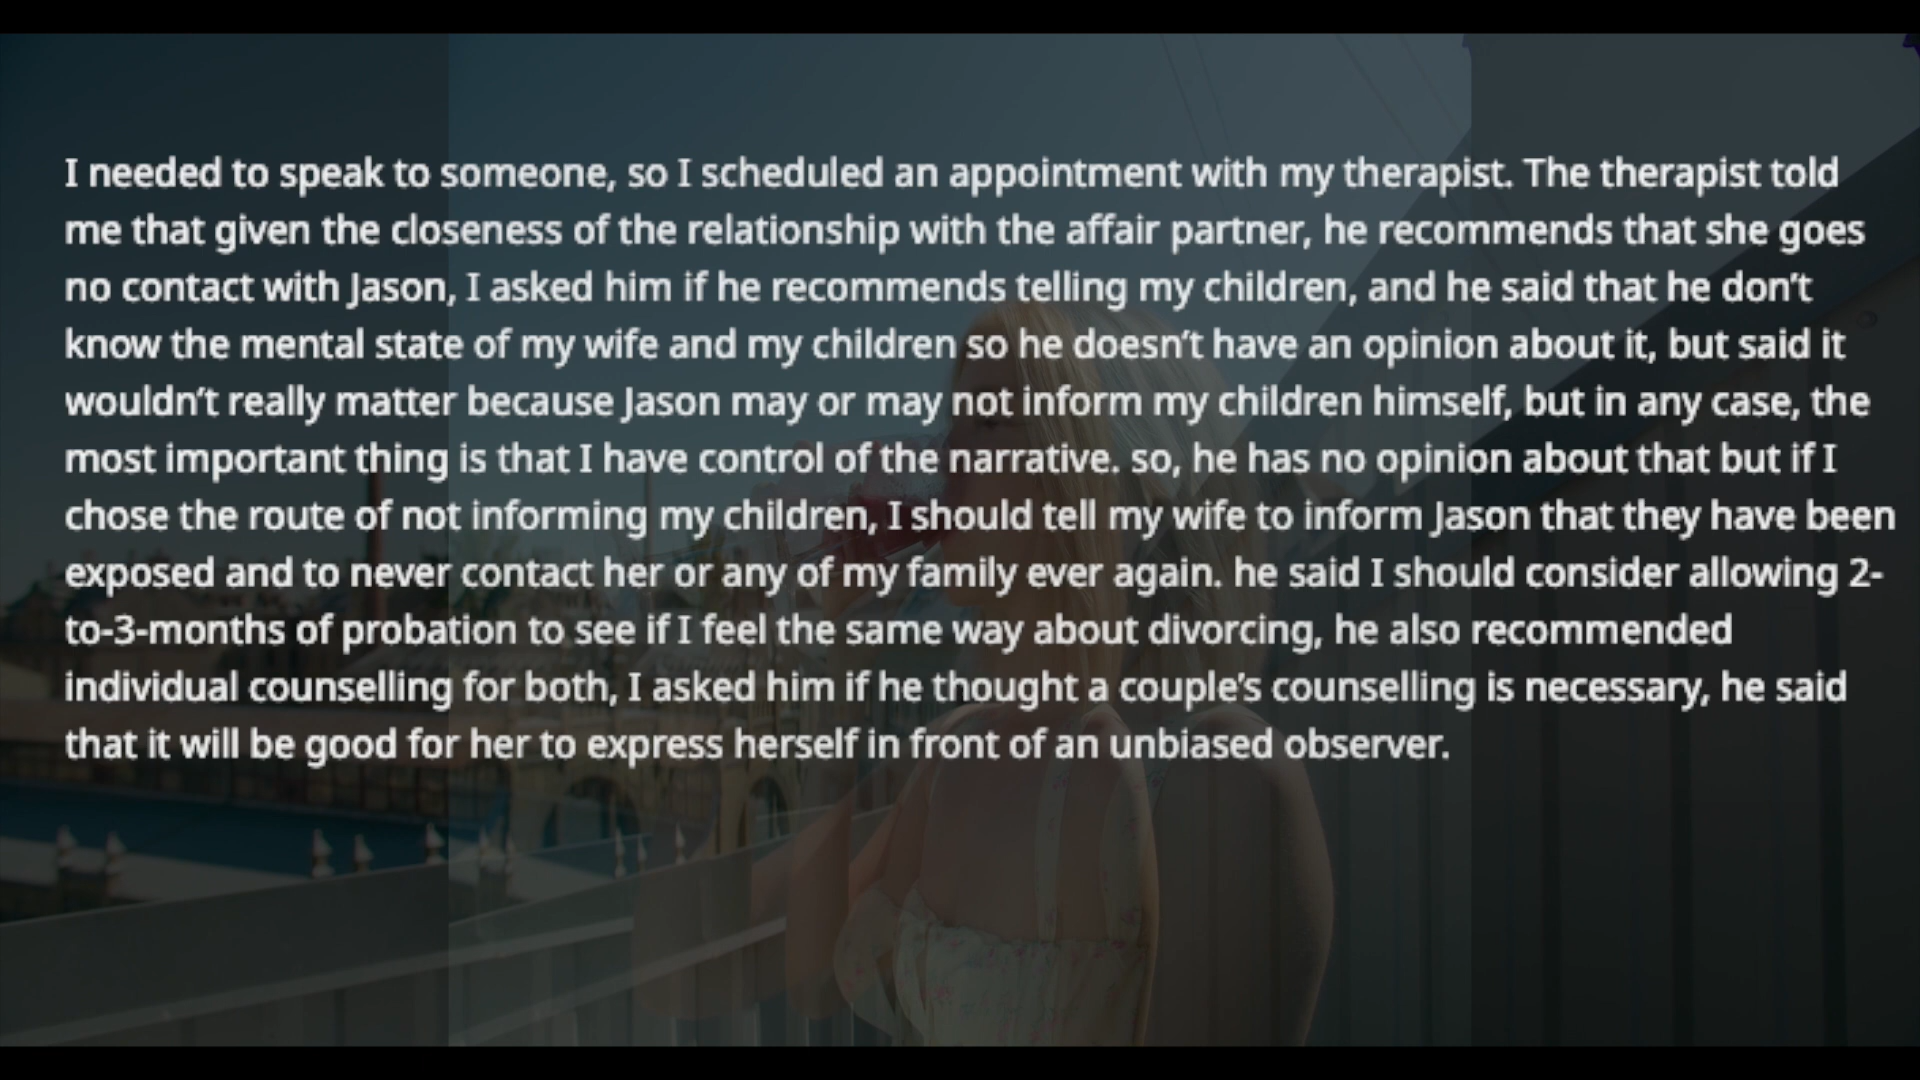 I needed to speak to someone, so I scheduled an appointment with my therapist. The therapist told
me that given the closeness of the relationship with the affair partner, he recommends that she goes
no contact with Jason, I asked him if he recommends telling my children, and he said that he don’t
know the mental state of my wife and my children so he doesn’t have an opinion about it, but said it
wouldn’t really matter because Jason may or may not inform my children himself, but in any case, the
most important thing is that I have control of the narrative. so, he has no opinion about that but if I
chose the route of not informing my children, I should tell my wife to inform Jason that they have been
exposed and to never contact her or any of my family ever again. he said I should consider allowing 2-
to-3-months of probation to see if I feel the same way about divorcing, he also recommended
individual counselling for both, I asked him if he thought a couple’s counselling is necessary, he said
that it will be good for her to express herself in front of an unbiased observer.